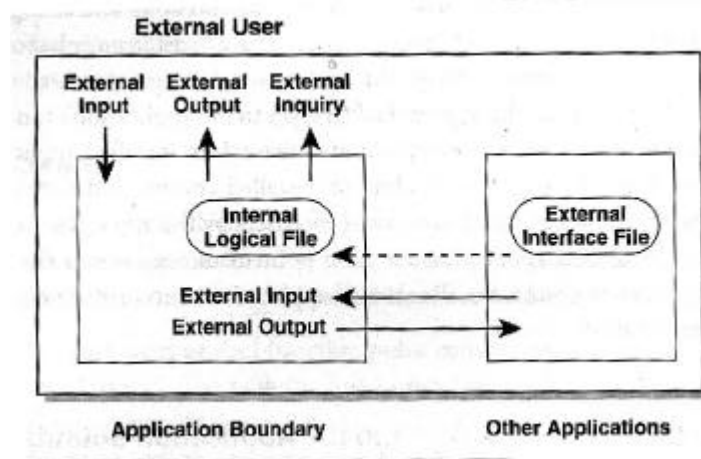 External User
External External External
Input Output Inquiry
Internal
Logical File
External
Interface File
External Input
External Output
Application Boundary Other Applications